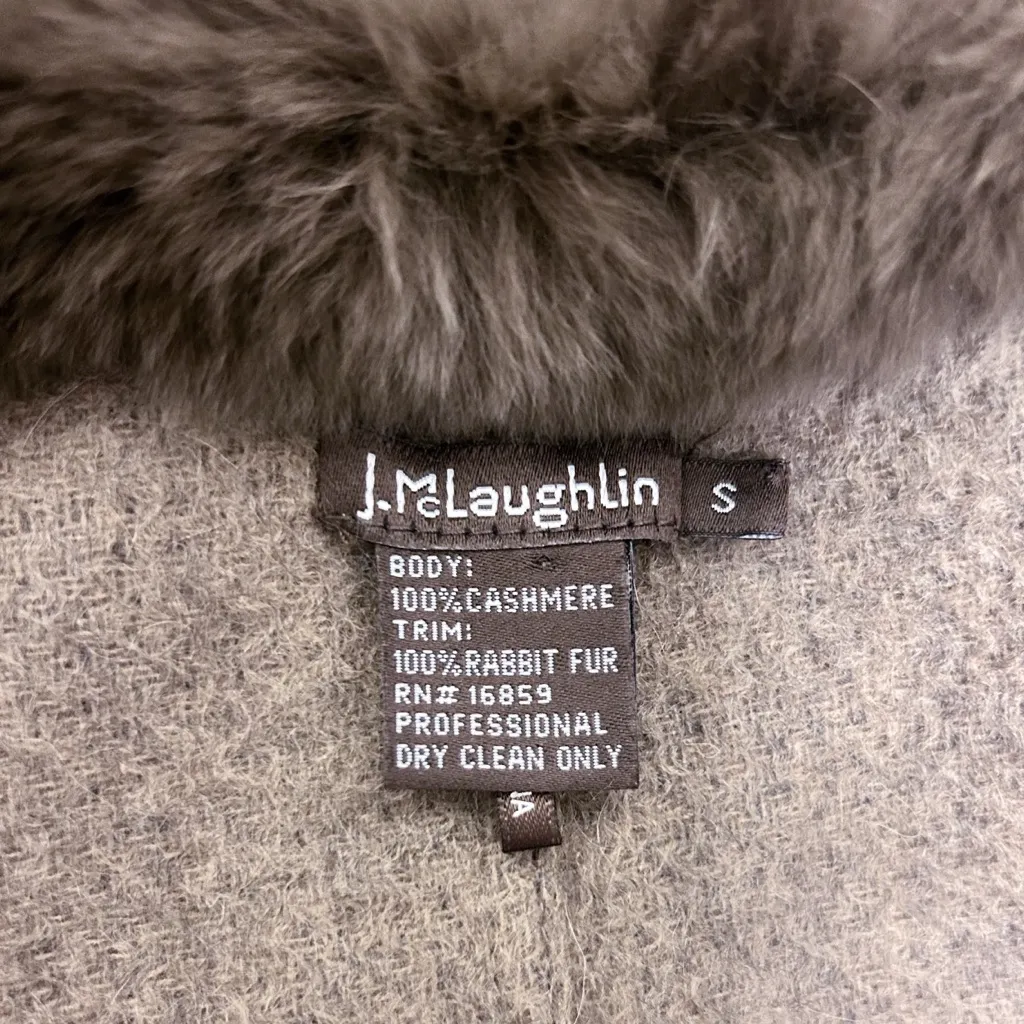 J.McLaughlin
S
BODY:
100%CASHMERE
TRIM:
100%RABBIT FUR
RN# 16859
PROFESSIONAL
DRY CLEAN ONLY